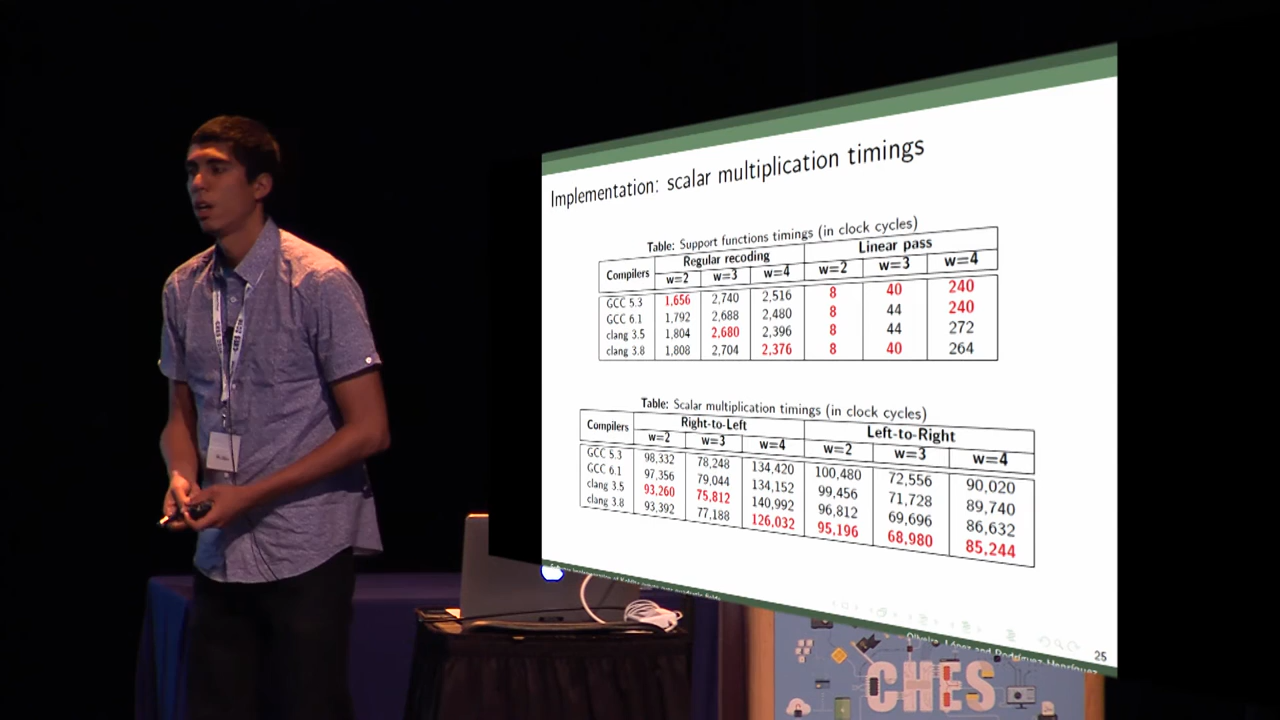 Implementation: scalar multiplication timings
Table: Support functions timings (in clock cycles)
Compilers Regular recoding Linear pass
w=2 w=3 w=4 w=2 w=3 w=4
GCC 5.3 1,656 2,740 2,516 8 40 240
GCC 6.1 1,792 2,688 2,480 8 44 240
clang 3.5 1,804 2,680 2,396 8 44 272
clang 3.8 1,808 2,704 2,376 8 40 264
Table: Scalar multiplication timings (in clock cycles)
Compilers Right-to-Left Left-to-Right
w=2 w=3 w=4 w=2 w=3 w=4
GCC 5.3 98,332 78,248 134,420 100,480 72,556 90,020
GCC 6.1 97,356 79,044 134,152 99,456 71,728 89,740
clang 3.5 93,260 75,812 140,992 96,812 69,696 86,632
clang 3.8 93,392 77,188 126,032 95,196 68,980 85,244
Oliveira, López and Rodríguez-Henríquez
25
CHES